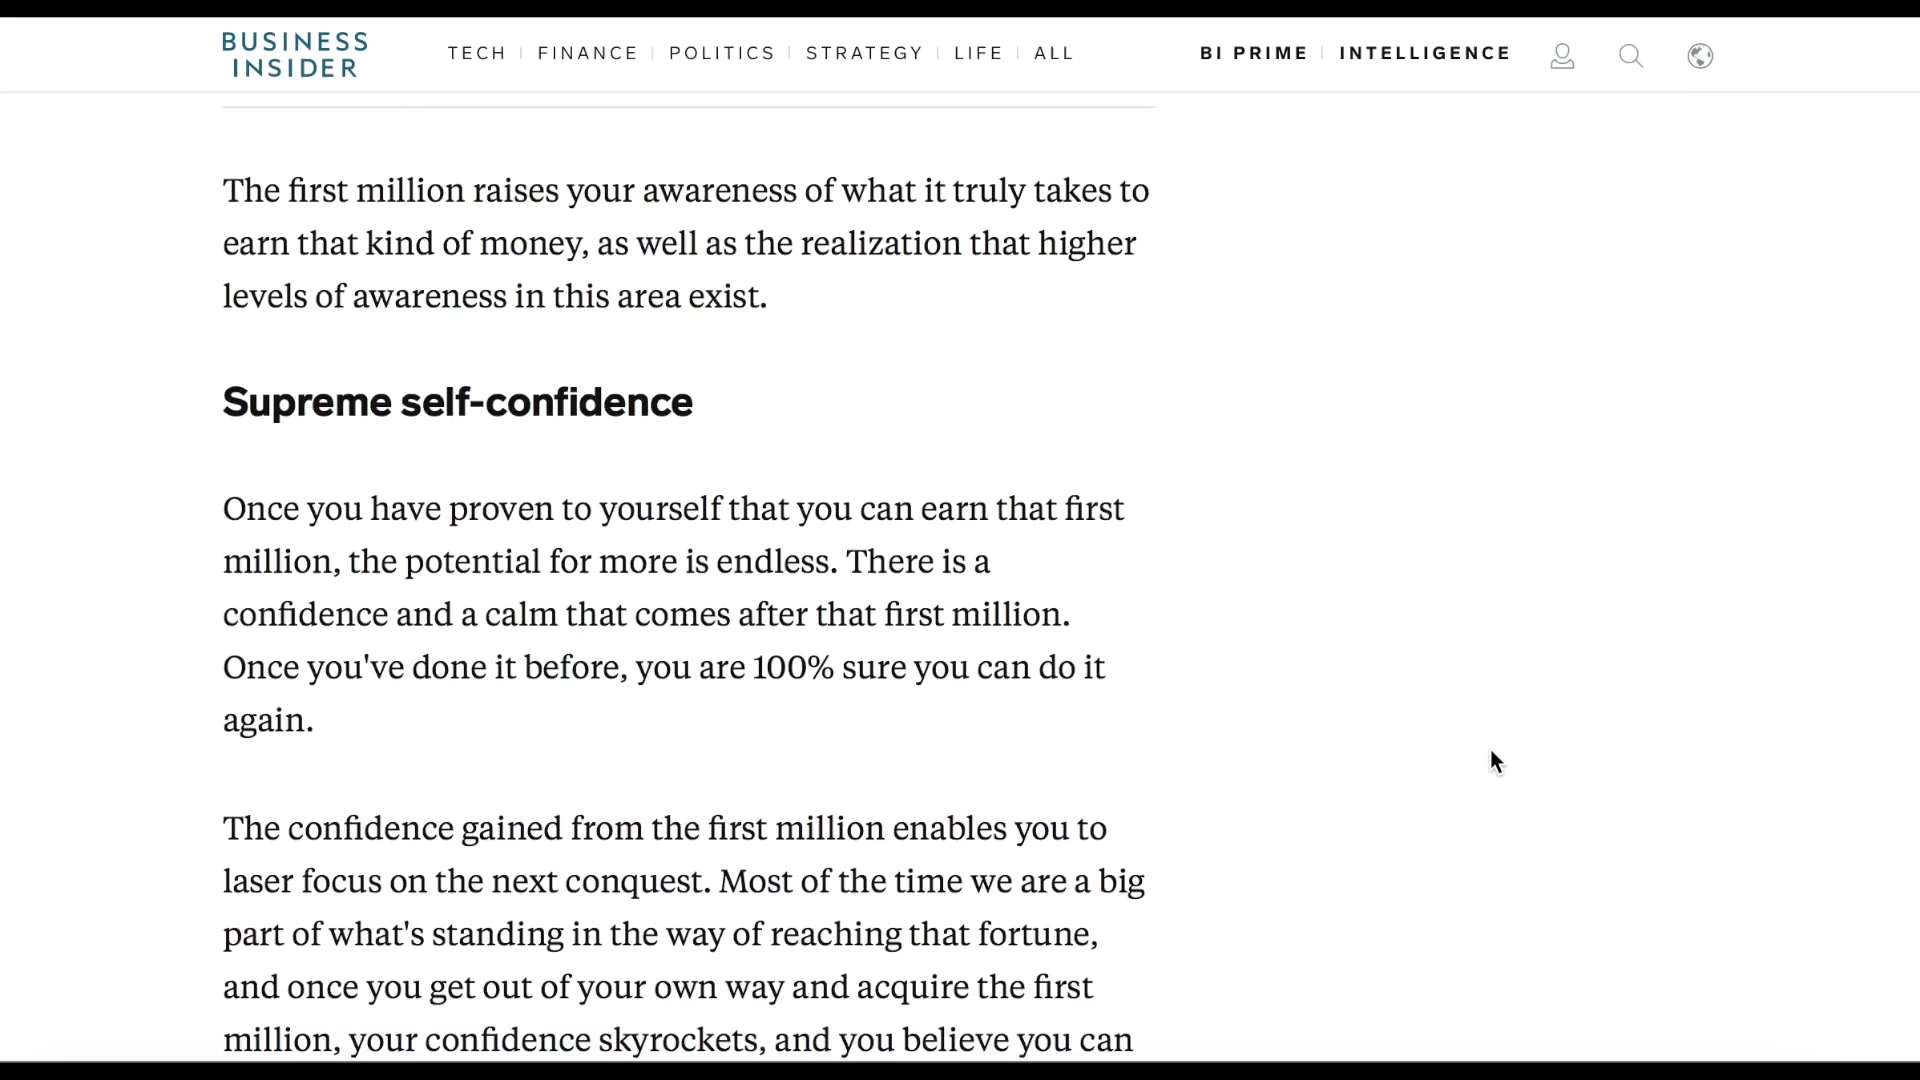 BUSINESS
INSIDER
TECH | FINANCE | POLITICS | STRATEGY | LIFE | ALL
BI PRIME | INTELLIGENCE
The first million raises your awareness of what it truly takes to
earn that kind of money, as well as the realization that higher
levels of awareness in this area exist.
Supreme self-confidence
Once you have proven to yourself that you can earn that first
million, the potential for more is endless. There is a
confidence and a calm that comes after that first million.
Once you've done it before, you are 100% sure you can do it
again.
The confidence gained from the first million enables you to
laser focus on the next conquest. Most of the time we are a big
part of what's standing in the way of reaching that fortune,
and once you get out of your own way and acquire the first
million, your confidence skyrockets, and you believe you can